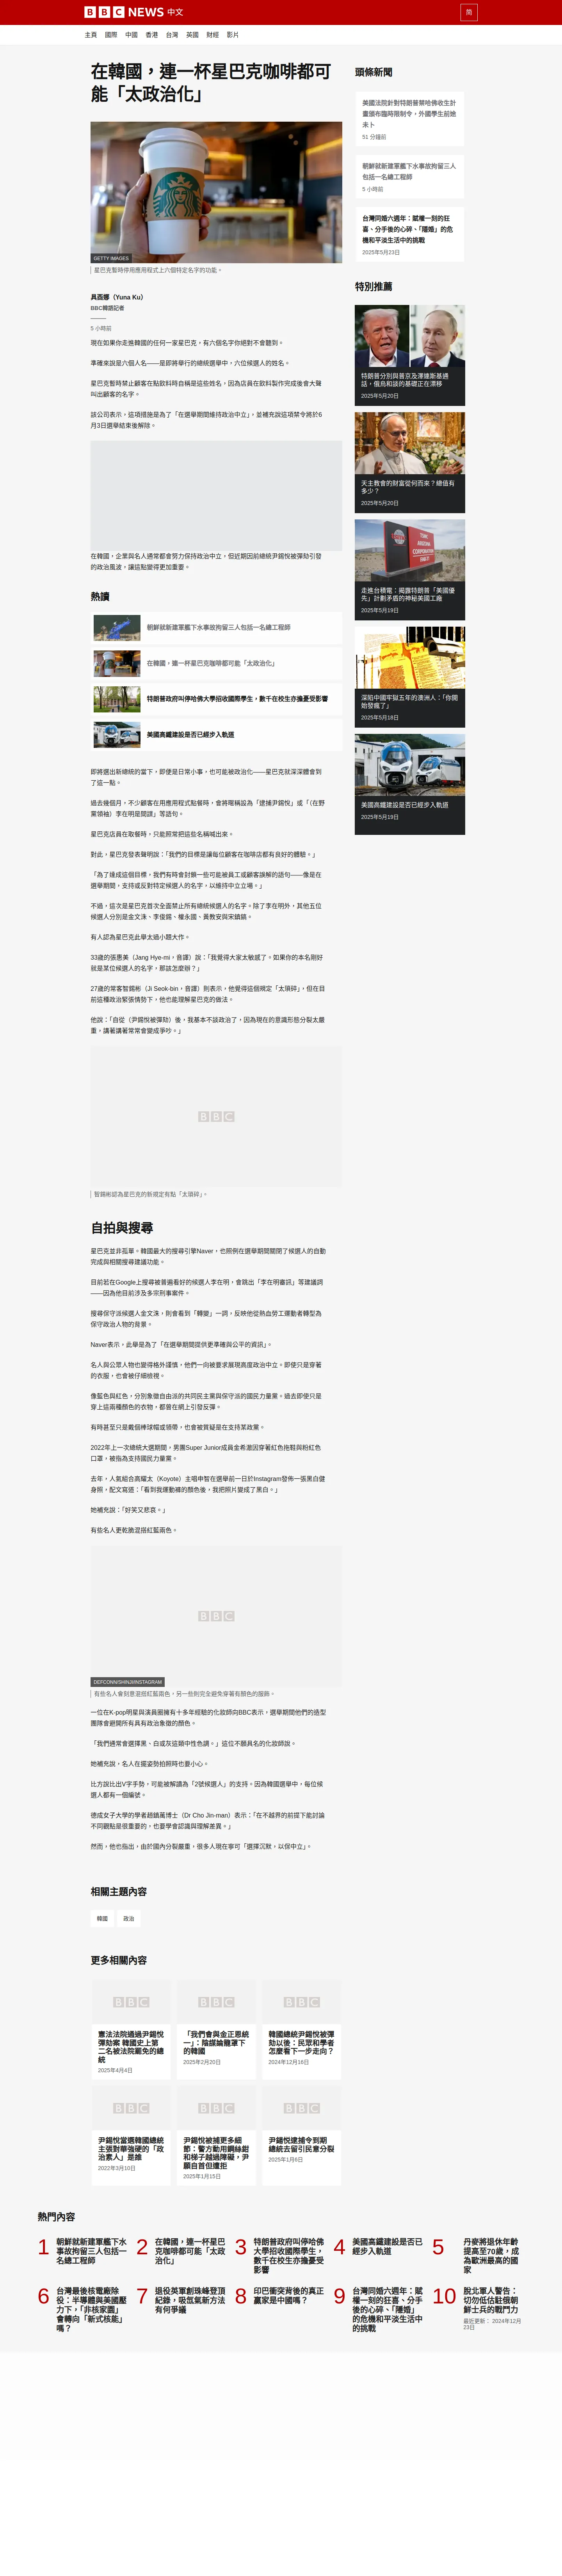 BBC NEWS 中文
简
主頁 國際 中國 香港 台灣 英國 財經 影片
在韓國，連一杯星巴克咖啡都可
能「太政治化」
GETTY IMAGES
星巴克暫時停用應用程式上六個特定名字的功能。
具酉娜（Yuna Ku）
BBC韓語記者
5 小時前
現在如果你走進韓國的任何一家星巴克，有六個名字你絕對不會聽到。
準確來說是六個人名——是即將舉行的總統選舉中，六位候選人的姓名。
星巴克暫時禁止顧客在點飲料時自稱是這些姓名，因為店員在飲料製作完成後會大聲
叫出顧客的名字。
該公司表示，這項措施是為了「在選舉期間維持政治中立」，並補充說這項禁令將於6
月3日選舉結束後解除。
在韓國，企業與名人通常都會努力保持政治中立，但近期因前總統尹錫悅被彈劾引發
的政治風波，讓這點變得更加重要。
熱讀
朝鮮就新建軍艦下水事故拘留三人包括一名總工程師
在韓國，連一杯星巴克咖啡都可能「太政治化」
特朗普政府叫停哈佛大學招收國際學生，數千在校生亦擔憂受影響
美國高鐵建設是否已經步入軌道
即將選出新總統的當下，即便是日常小事，也可能被政治化——星巴克就深深體會到
了這一點。
過去幾個月，不少顧客在用應用程式點餐時，會將暱稱設為「逮捕尹錫悅」或「（在野
黨領袖）李在明是間諜」等語句。
星巴克店員在取餐時，只能照常把這些名稱喊出來。
對此，星巴克發表聲明說：「我們的目標是讓每位顧客在咖啡店都有良好的體驗。」
「為了達成這個目標，我們有時會封鎖一些可能被員工或顧客誤解的語句——像是在
選舉期間，支持或反對特定候選人的名字，以維持中立立場。」
不過，這次是星巴克首次全面禁止所有總統候選人的名字。除了李在明外，其他五位
候選人分別是金文洙、李俊錫、權永國、黃教安與宋鎮鎬。
有人認為星巴克此舉太過小題大作。
33歲的張惠美（Jang Hye-mi，音譯）說：「我覺得大家太敏感了。如果你的本名剛好
就是某位候選人的名字，那該怎麼辦？」
27歲的常客智錫彬（Ji Seok-bin，音譯）則表示，他覺得這個規定「太瑣碎」，但在目
前這種政治緊張情勢下，他也能理解星巴克的做法。
他說：「自從（尹錫悅被彈劾）後，我基本不談政治了，因為現在的意識形態分裂太嚴
重，講著講著常常會變成爭吵。」
BBC
智錫彬認為星巴克的新規定有點「太瑣碎」。
自拍與搜尋
星巴克並非孤單。韓國最大的搜尋引擎Naver，也照例在選舉期間關閉了候選人的自動
完成與相關搜尋建議功能。
目前若在Google上搜尋被普遍看好的候選人李在明，會跳出「李在明審訊」等建議詞
——因為他目前涉及多宗刑事案件。
搜尋保守派候選人金文洙，則會看到「轉變」一詞，反映他從熱血勞工運動者轉型為
保守政治人物的背景。
Naver表示，此舉是為了「在選舉期間提供更準確與公平的資訊」。
名人與公眾人物也變得格外謹慎，他們一向被要求展現高度政治中立。即使只是穿著
的衣服，也會被仔細檢視。
像藍色與紅色，分別象徵自由派的共同民主黨與保守派的國民力量黨。過去即使只是
穿上這兩種顏色的衣物，都曾在網上引發反彈。
有時甚至只是戴個棒球帽或領帶，也會被質疑是在支持某政黨。
2022年上一次總統大選期間，男團Super Junior成員金希澈因穿著紅色拖鞋與粉紅色
口罩，被指為支持國民力量黨。
去年，人氣組合高耀太（Koyote）主唱申智在選舉前一日於Instagram發佈一張黑白健
身照，配文寫道：「看到我運動褲的顏色後，我把照片變成了黑白。」
她補充說：「好笑又悲哀。」
有些名人更乾脆混搭紅藍兩色。
BBC
DEFCONN/SHINJI/INSTAGRAM
有些名人會刻意混搭紅藍兩色，另一些則完全避免穿著有顏色的服飾。
一位在K-pop明星與演員圈擁有十多年經驗的化妝師向BBC表示，選舉期間他們的造型
團隊會避開所有具有政治象徵的顏色。
「我們通常會選擇黑、白或灰這類中性色調。」這位不願具名的化妝師說。
她補充說，名人在擺姿勢拍照時也要小心。
比方說比出V字手勢，可能被解讀為「2號候選人」的支持，因為韓國選舉中，每位候
選人都有一個編號。
德成女子大學的學者趙鎮萬博士（Dr Cho Jin-man）表示：「在不越界的前提下能討論
不同觀點是很重要的，也要學會認識與理解差異。」
然而，他也指出，由於國內分裂嚴重，很多人現在寧可「選擇沉默，以保中立」。
相關主題內容
韓國
政治
更多相關內容
BBC
憲法法院通過尹錫悅
彈劾案 韓國史上第
二名被法院罷免的總
統
2025年4月4日
BBC
「我們會與金正恩統
一」：陰謀論籠罩下
的韓國
2025年2月20日
BBC
韓國總統尹錫悅被彈
劾以後：民眾和學者
怎麼看下一步走向？
2024年12月16日
BBC
尹錫悅當選韓國總統
主張對華強硬的「政
治素人」是誰
2022年3月10日
BBC
尹錫悅被捕更多細
節：警方動用鋼絲鉗
和梯子越過障礙，尹
願自首但遭拒
2025年1月15日
BBC
尹錫悅逮捕令到期
總統去留引民意分裂
2025年1月6日
頭條新聞
美國法院針對特朗普禁哈佛收生計
畫頒布臨時限制令，外國學生前途
未卜
51 分鐘前
朝鮮就新建軍艦下水事故拘留三人
包括一名總工程師
5 小時前
台灣同婚六週年：賦權一刻的狂
喜、分手後的心碎、「隱婚」的危
機和平淡生活中的挑戰
2025年5月23日
特別推薦
特朗普分別與普京及澤連斯基通
話，俄烏和談的基礎正在漂移
2025年5月20日
天主教會的財富從何而來？總值有
多少？
2025年5月20日
走進台積電：揭露特朗普「美國優
先」計劃矛盾的神秘美國工廠
2025年5月19日
深陷中國牢獄五年的澳洲人：「你開
始發瘋了」
2025年5月18日
美國高鐵建設是否已經步入軌道
2025年5月19日
熱門內容
1 朝鮮就新建軍艦下水
事故拘留三人包括一
名總工程師
2 在韓國，連一杯星巴
克咖啡都可能「太政
治化」
3 特朗普政府叫停哈佛
大學招收國際學生，
數千在校生亦擔憂受
影響
4 美國高鐵建設是否已
經步入軌道
5 丹麥將退休年齡
提高至70歲，成
為歐洲最高的國
家
6 台灣最後核電廠除
役：半導體與美國壓
力下，「非核家園」
會轉向「新式核能」
嗎？
7 退役英軍創珠峰登頂
紀錄，吸氙氣新方法
有何爭議
8 印巴衝突背後的真正
贏家是中國嗎？
9 台灣同婚六週年：賦
權一刻的狂喜、分手
後的心碎、「隱婚」
的危機和平淡生活中
的挑戰
10 脫北軍人警告：
切勿低估駐俄朝
鮮士兵的戰鬥力
最近更新： 2024年12月
23日